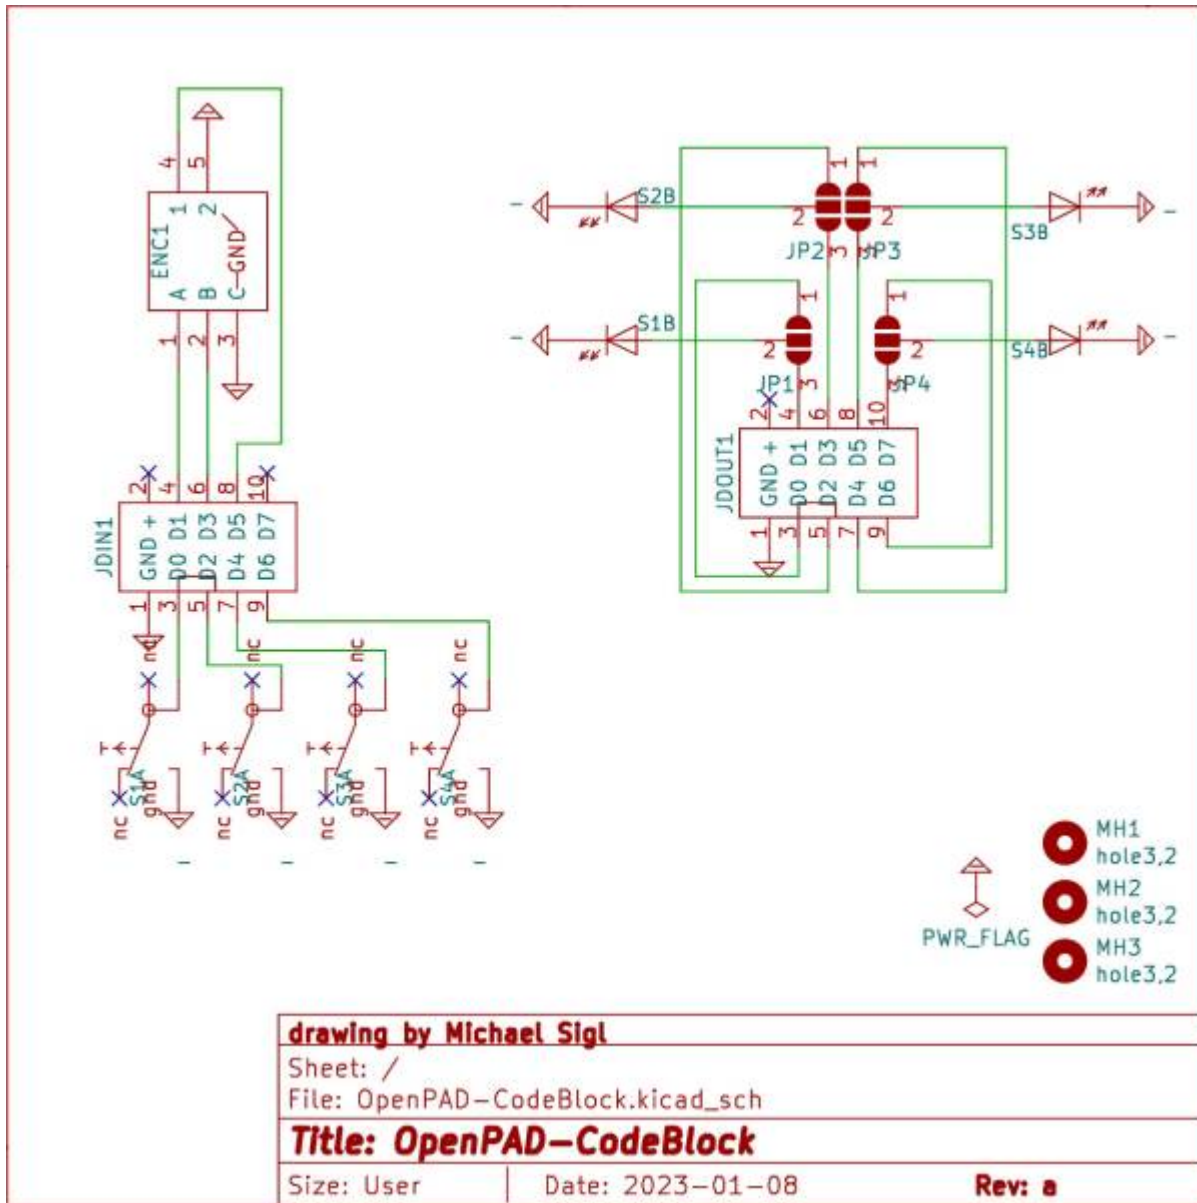 4 5
1 2
ENC1 -GND
A B C
1 2 3
2 4 6 8 10
JDIN1
GND + D0 D1 D2 D3 D4 D5 D6 D7
1 3 5 7 9
nc nc nc nc
S1A S2A S3A S4A
nc gnd nc gnd nc gnd nc gnd
- - - -
1 1
- S2B 2 2 S3B -
JP2 3 3 JP3
1 1
- S1B 2 2 S4B -
JP1 3 3 JP4
2 4 6 8 10
JDOUT1
GND + D0 D1 D2 D3 D4 D5 D6 D7
1 3 5 7 9
PWR_FLAG
MH1
hole3,2
MH2
hole3,2
MH3
hole3,2
drawing by Michael Sigl
Sheet: /
File: OpenPAD-CodeBlock.kicad_sch
Title: OpenPAD-CodeBlock
Size: User Date: 2023-01-08 Rev: a